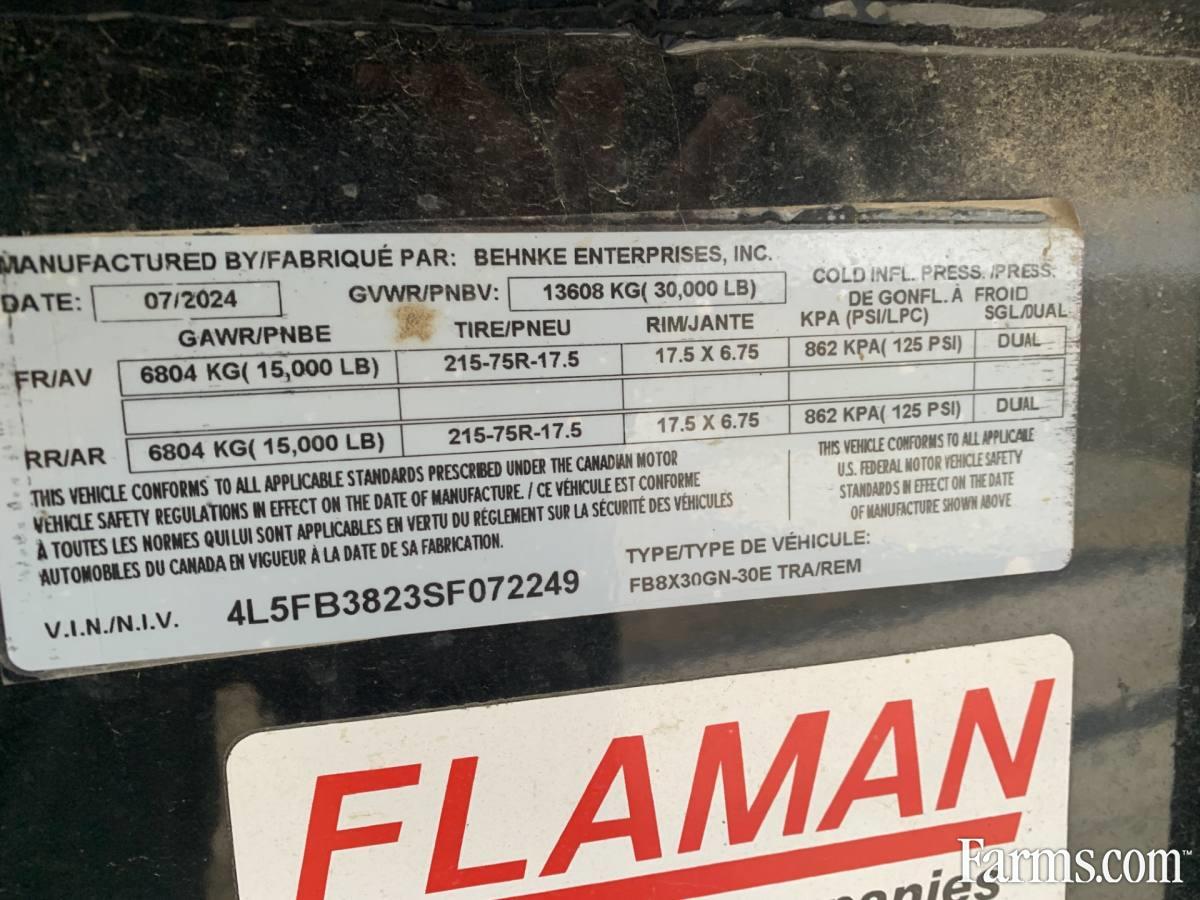 MANUFACTURED BY/FABRIQUÉ PAR: BEHNKE ENTERPRISES, INC.
DATE: 07/2024 GVWR/PNBV: 13608 KG( 30,000 LB)
COLD INFL. PRESS. /PRESS.
DE GONFL. À FROID
GAWR/PNBE TIRE/PNEU RIM/JANTE KPA (PSI/LPC) SGL/DUAL
FR/AV 6804 KG( 15,000 LB) 215-75R-17.5 17.5 X 6.75 862 KPA( 125 PSI) DUAL
RR/AR 6804 KG( 15,000 LB) 215-75R-17.5 17.5 X 6.75 862 KPA( 125 PSI) DUAL
THIS VEHICLE CONFORMS TO ALL APPLICABLE STANDARDS PRESCRIBED UNDER THE CANADIAN MOTOR
VEHICLE SAFETY REGULATIONS IN EFFECT ON THE DATE OF MANUFACTURE. / CE VÉHICULE EST CONFORME
À TOUTES LES NORMES QUI LUI SONT APPLICABLES EN VERTU DU RÉGLEMENT SUR LA SÉCURITÉ DES VÉHICULES
AUTOMOBILES DU CANADA EN VIGUEUR À LA DATE DE SA FABRICATION.
THIS VEHICLE CONFORMS TO ALL APPLICABLE
U.S. FEDERAL MOTOR VEHICLE SAFETY
STANDARDS IN EFFECT ON THE DATE
OF MANUFACTURE SHOWN ABOVE
V.I.N./N.I.V. 4L5FB3823SF072249
TYPE/TYPE DE VÉHICULE:
FB8X30GN-30E TRA/REM
FLAMAN
Farms.com™